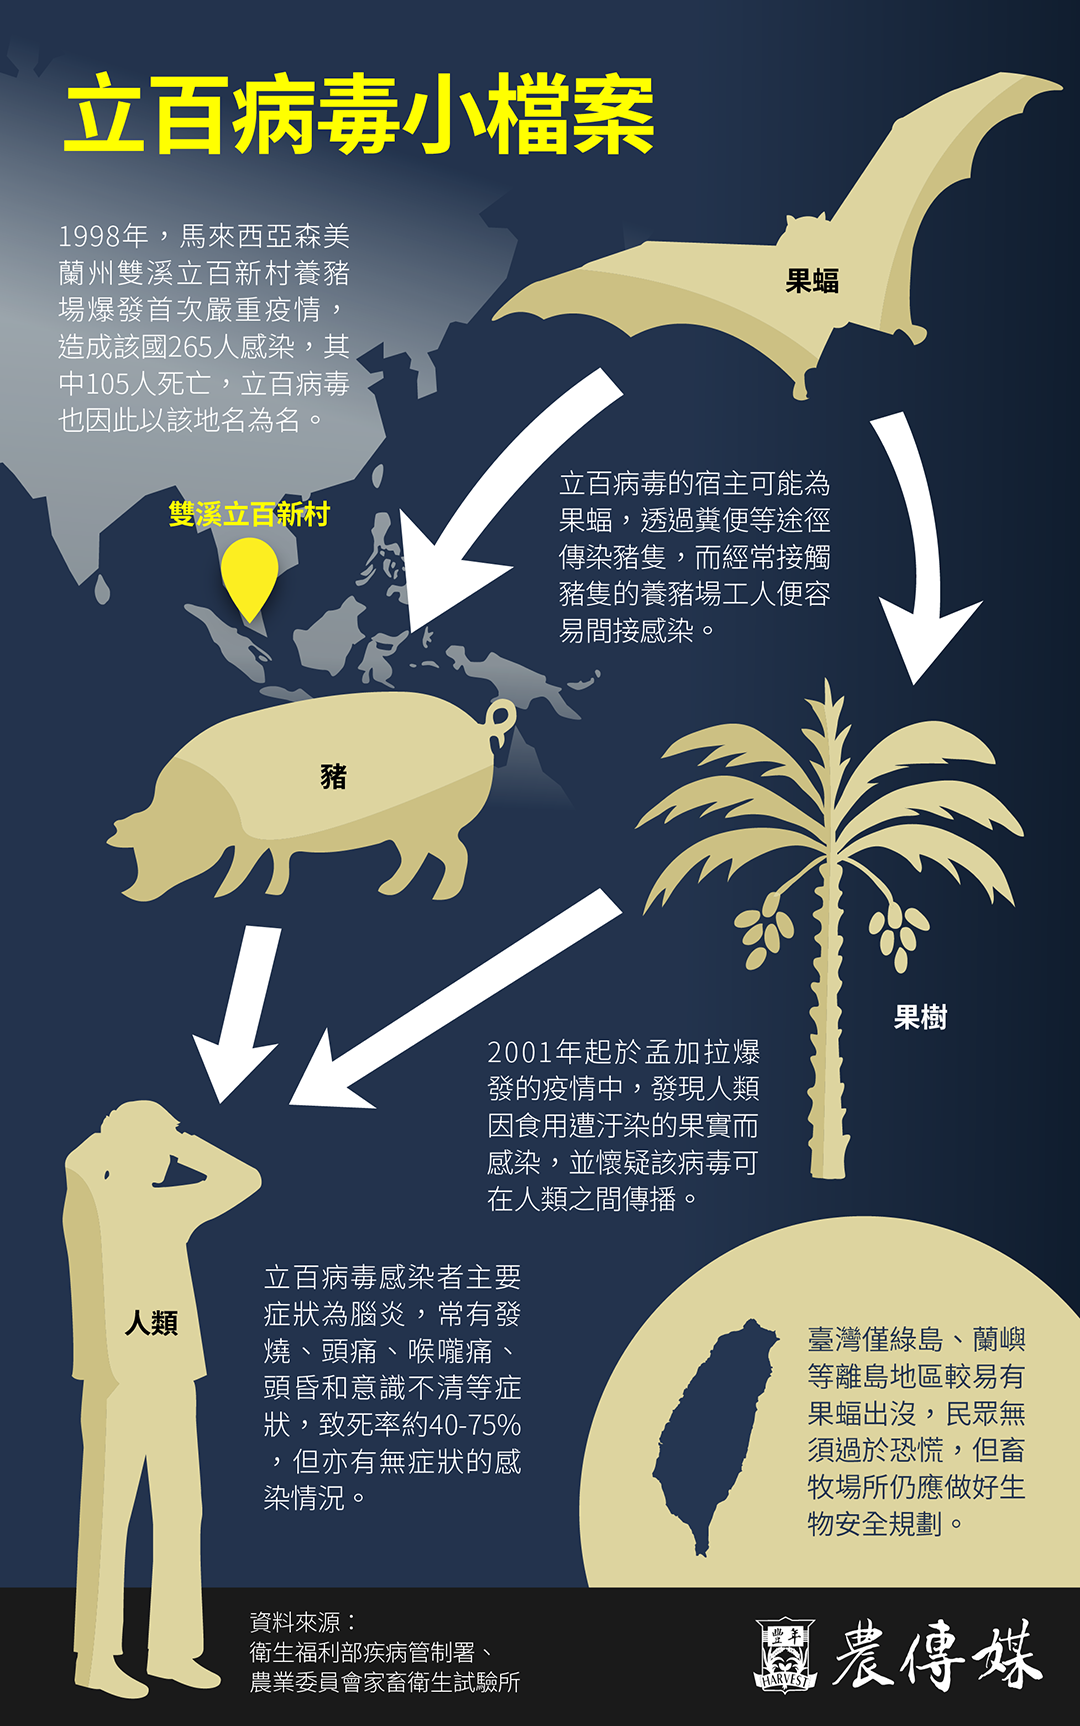 立百病毒小檔案
1998年，馬來西亞森美
蘭州雙溪立百新村養豬
場爆發首次嚴重疫情，
造成該國265人感染，其
中105人死亡，立百病毒
也因此以該地名為名。
果蝠
雙溪立百新村
立百病毒的宿主可能為
果蝠，透過糞便等途徑
傳染豬隻，而經常接觸
豬隻的養豬場工人便容
易間接感染。
豬
果樹
2001年起於孟加拉爆
發的疫情中，發現人類
因食用遭汙染的果實而
感染，並懷疑該病毒可
在人類之間傳播。
人類
立百病毒感染者主要
症狀為腦炎，常有發
燒、頭痛、喉嚨痛、
頭昏和意識不清等症
狀，致死率約40-75%
，但亦有無症狀的感
染情況。
臺灣僅綠島、蘭嶼
等離島地區較易有
果蝠出沒，民眾無
須過於恐慌，但畜
牧場所仍應做好生
物安全規劃。
資料來源：
衛生福利部疾病管制署、
農業委員會家畜衛生試驗所
豐年
HARVEST
農傳媒